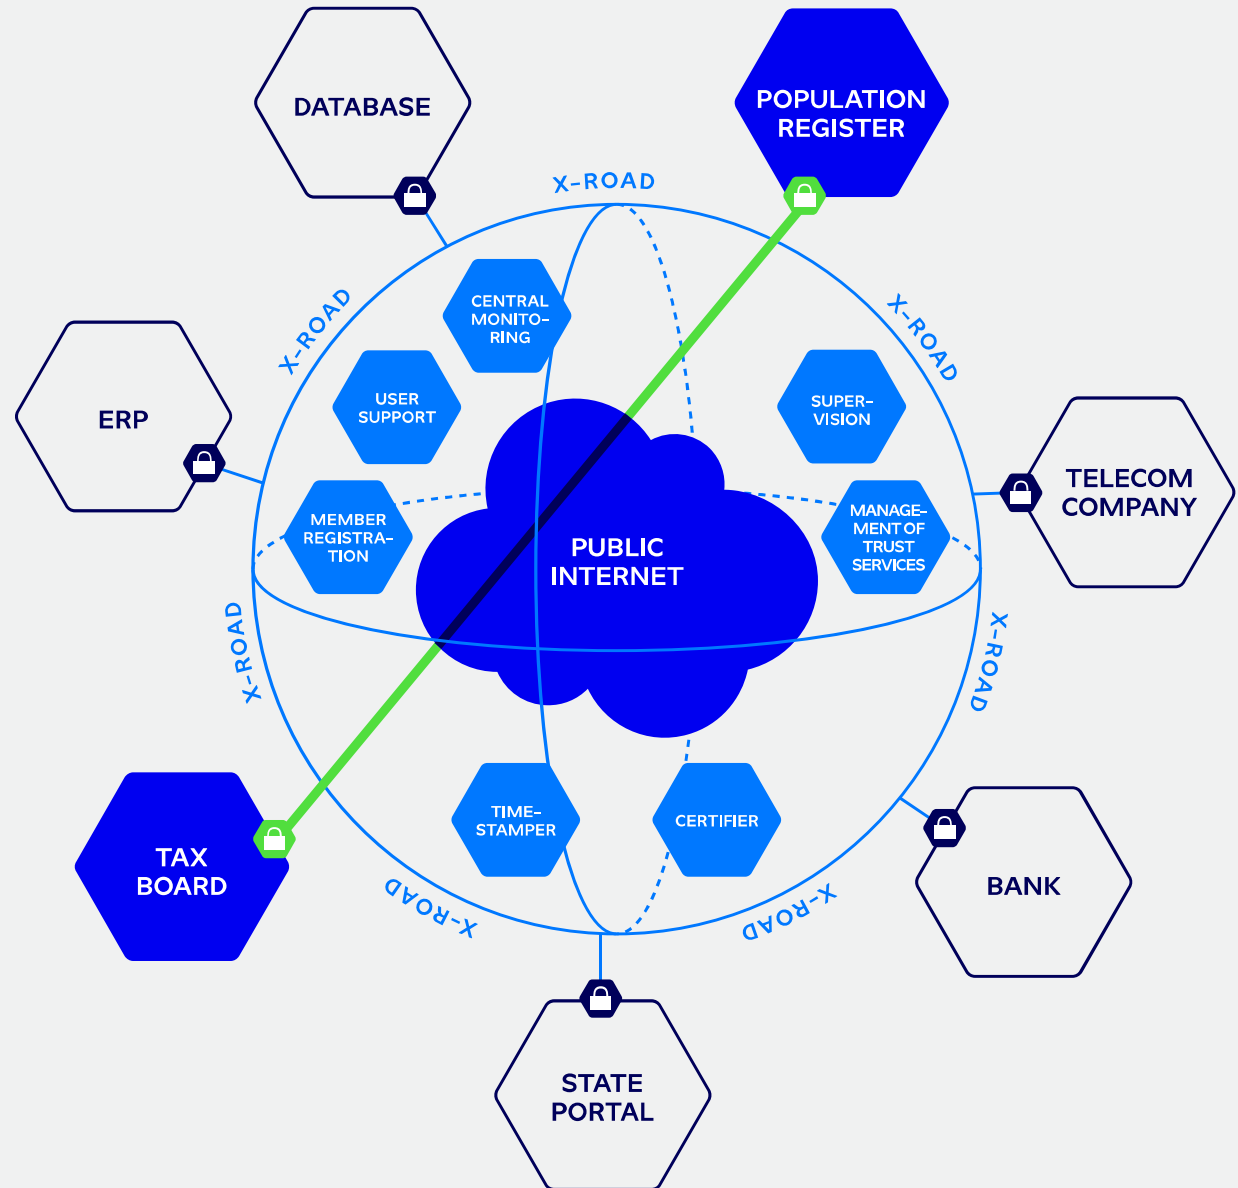 DATABASE
POPULATION
REGISTER
X-ROAD
X-ROAD
X-ROAD
CENTRAL
MONITO-
RING
USER
SUPPORT
SUPER-
VISION
ERP
TELECOM
COMPANY
MEMBER
REGISTRA-
TION
PUBLIC
INTERNET
MANAGE-
MENT OF
TRUST
SERVICES
X-ROAD
X-ROAD
TIME-
STAMPER
CERTIFIER
TAX
BOARD
BANK
X-ROAD
X-ROAD
STATE
PORTAL